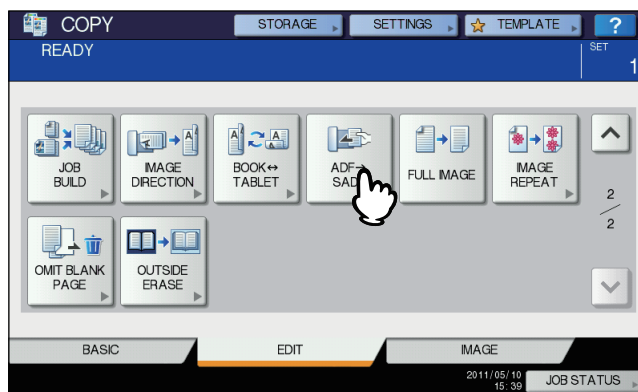 COPY
STORAGE
SETTINGS
TEMPLATE
?
READY
SET
1
JOB
BUILD
IMAGE
DIRECTION
BOOK↔
TABLET
ADF→
SADF
FULL IMAGE
IMAGE
REPEAT
2
2
OMIT BLANK
PAGE
OUTSIDE
ERASE
BASIC
EDIT
IMAGE
2011/05/10
15:39
JOB STATUS